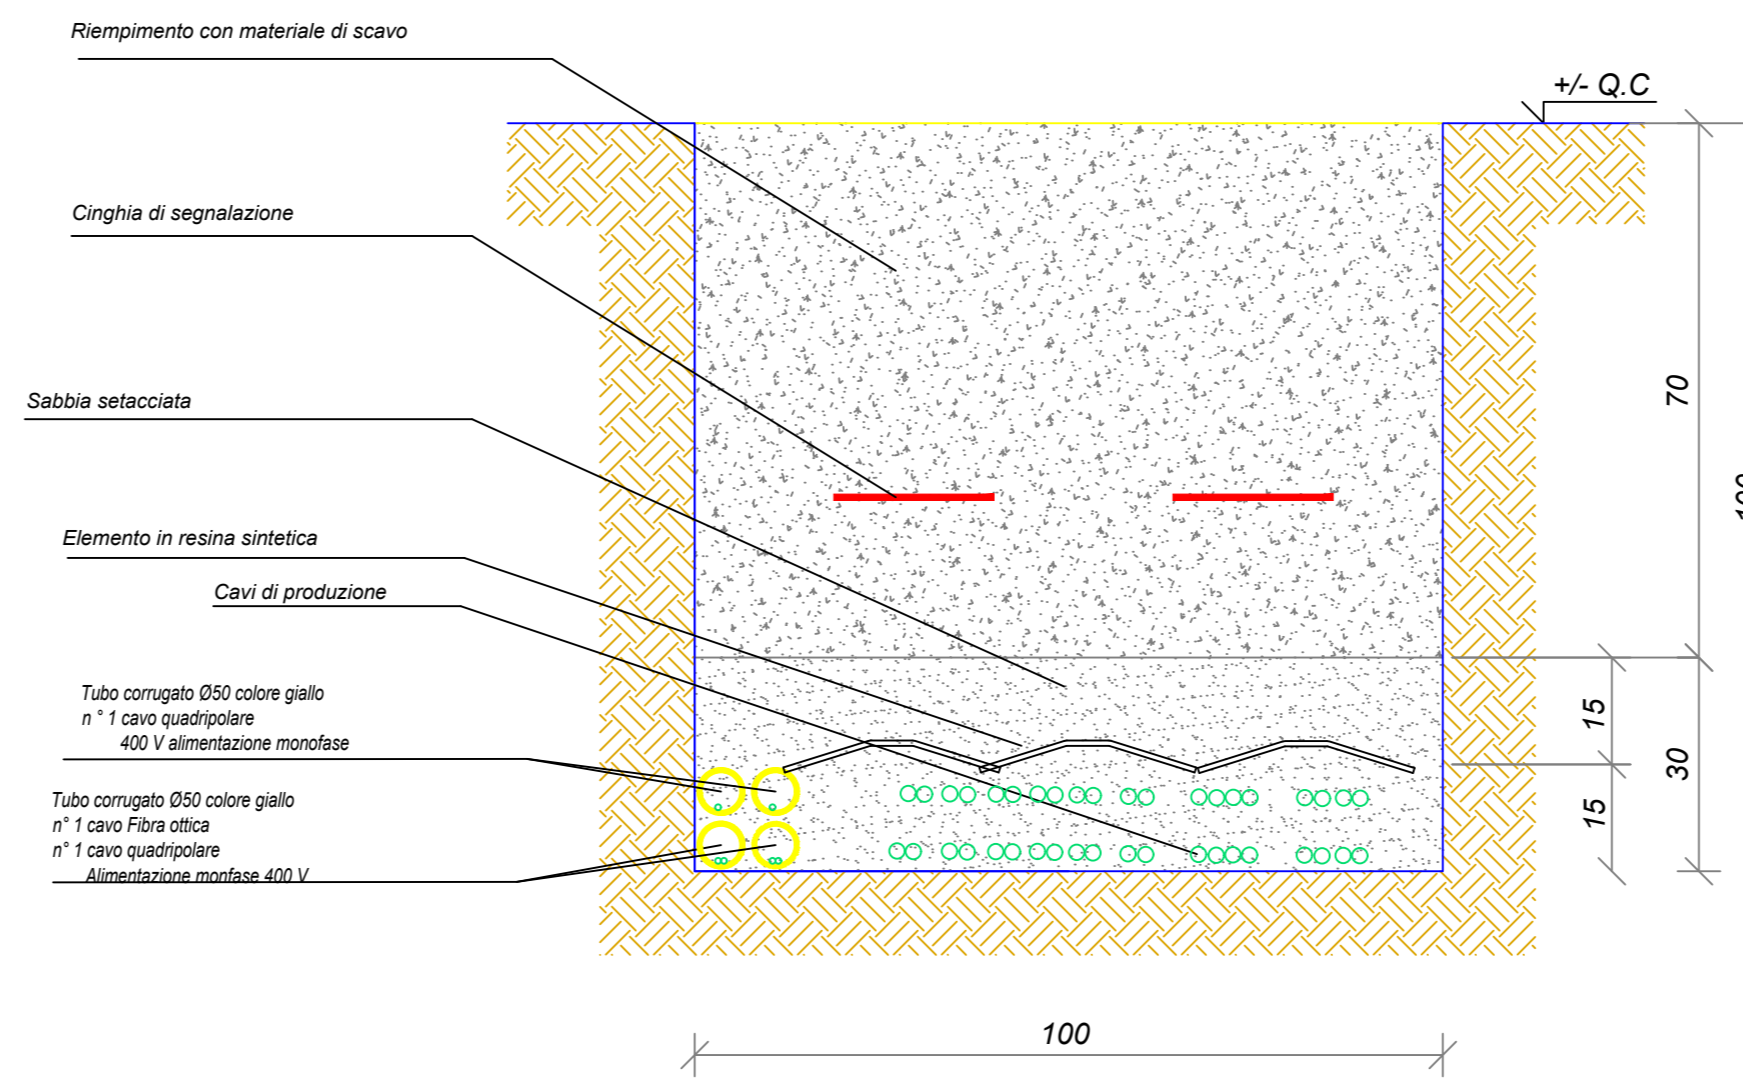 Riempimento con materiale di scavo
+/- Q.C
Cinghia di segnalazione
70
Sabbia setacciata
Elemento in resina sintetica
Cavi di produzione
Tubo corrugato Ø50 colore giallo
n ° 1 cavo quadripolare
400 V alimentazione monofase
15
30
15
Tubo corrugato Ø50 colore giallo
n° 1 cavo Fibra ottica
n° 1 cavo quadripolare
Alimentazione monfase 400 V
100